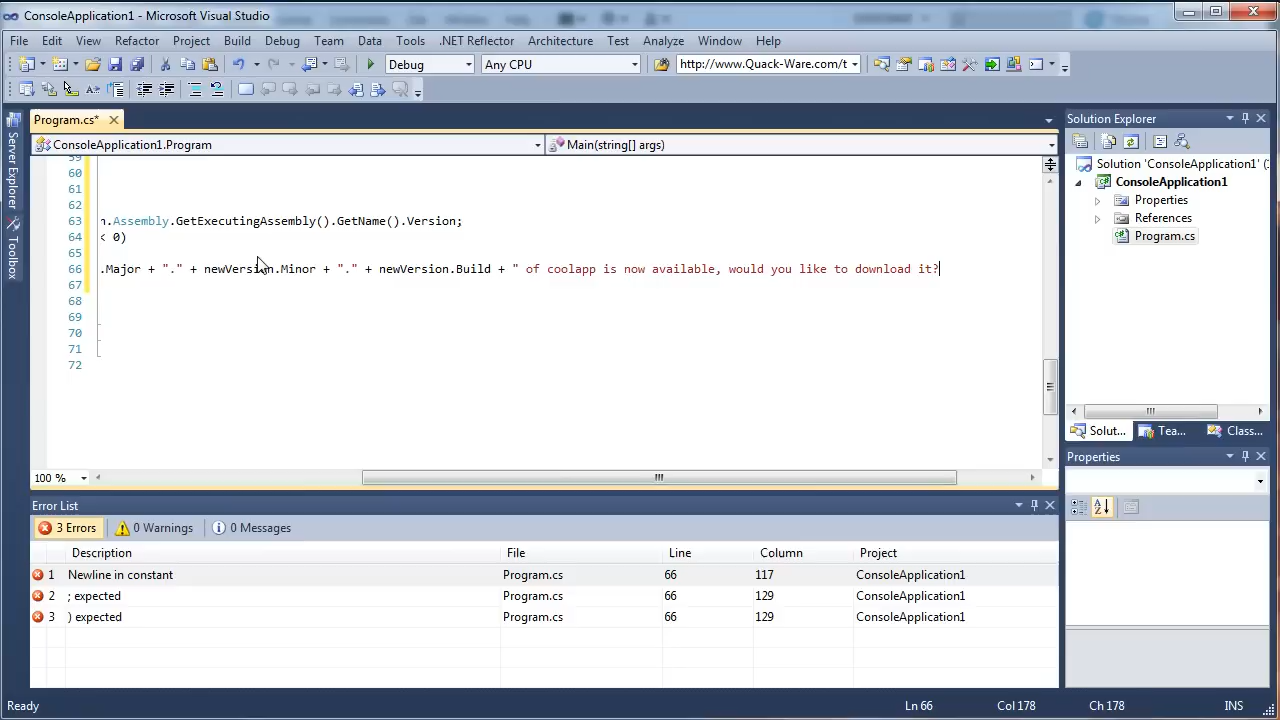 ConsoleApplication1 - Microsoft Visual Studio
File Edit View Refactor Project Build Debug Team Data Tools .NET Reflector Architecture Test Analyze Window Help
Debug Any CPU http://www.Quack-Ware.com/t
Program.cs*
ConsoleApplication1.Program Main(string[] args)
59
60
61
62
63 n.Assembly.GetExecutingAssembly().GetName().Version;
64 < 0)
65
66 .Major + "." + newVersion.Minor + "." + newVersion.Build + " of coolapp is now available, would you like to download it?
67
68
69
70
71
72
100 %
Server Explorer
Toolbox
Solution Explorer
Solution 'ConsoleApplication1' (1
ConsoleApplication1
Properties
References
Program.cs
Solut... Tea... Class...
Properties
Error List
3 Errors 0 Warnings 0 Messages
Description File Line Column Project
1 Newline in constant Program.cs 66 117 ConsoleApplication1
2 ; expected Program.cs 66 129 ConsoleApplication1
3 ) expected Program.cs 66 129 ConsoleApplication1
Ready Ln 66 Col 178 Ch 178 INS